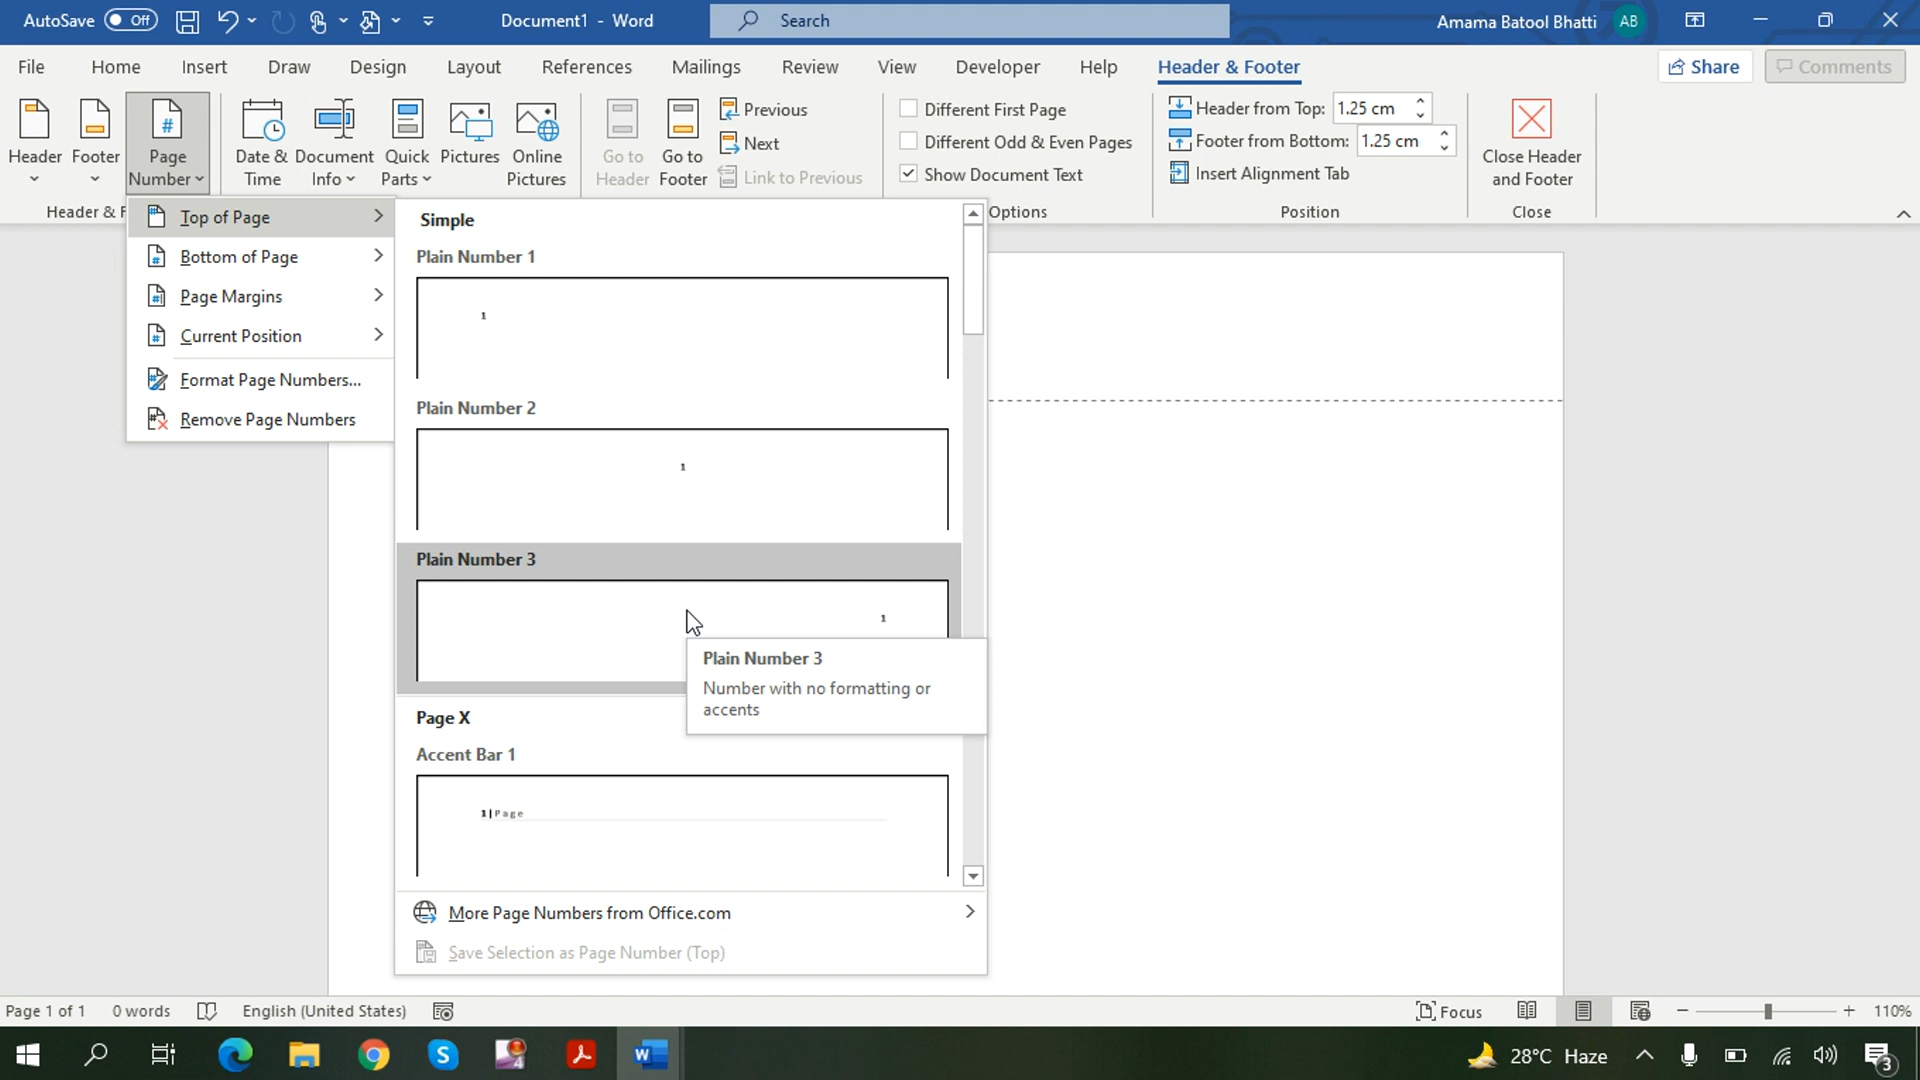 AutoSave Off
Document1 - Word
Search
Amama Batool Bhatti AB
File Home Insert Draw Design Layout References Mailings Review View Developer Help Header & Footer
Share Comments
Header
Footer
Page Number
Date & Time
Document Info
Quick Parts
Pictures
Online Pictures
Go to Header
Go to Footer
Previous
Next
Link to Previous
Different First Page
Different Odd & Even Pages
Show Document Text
Header from Top: 1.25 cm
Footer from Bottom: 1.25 cm
Insert Alignment Tab
Close Header and Footer
Header & F
Options
Position
Close
Top of Page
Bottom of Page
Page Margins
Current Position
Format Page Numbers...
Remove Page Numbers
Simple
Plain Number 1
1
Plain Number 2
1
Plain Number 3
1
Plain Number 3
Number with no formatting or
accents
Page X
Accent Bar 1
1|Page
More Page Numbers from Office.com
Save Selection as Page Number (Top)
Page 1 of 1 0 words English (United States)
Focus
110%
28°C Haze
4
3